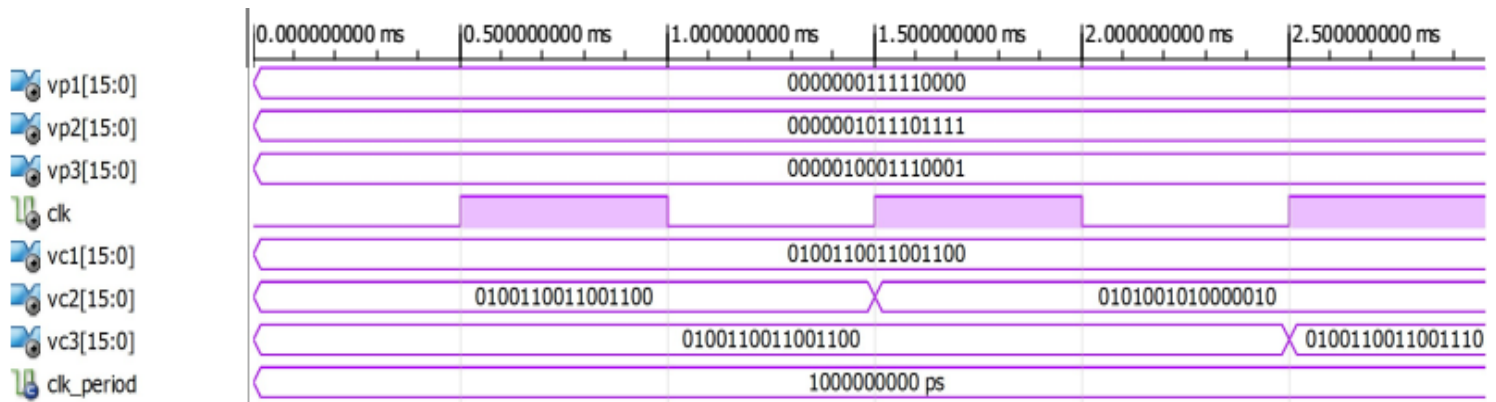 0.000000000 ms 0.500000000 ms 1.000000000 ms 1.500000000 ms 2.000000000 ms 2.500000000 ms
vp1[15:0] 0000000111110000
vp2[15:0] 0000001011101111
vp3[15:0] 0000010001110001
clk
vc1[15:0] 0100110011001100
vc2[15:0] 0100110011001100 0101001010000010
vc3[15:0] 0100110011001100 0100110011001110
clk_period 1000000000 ps